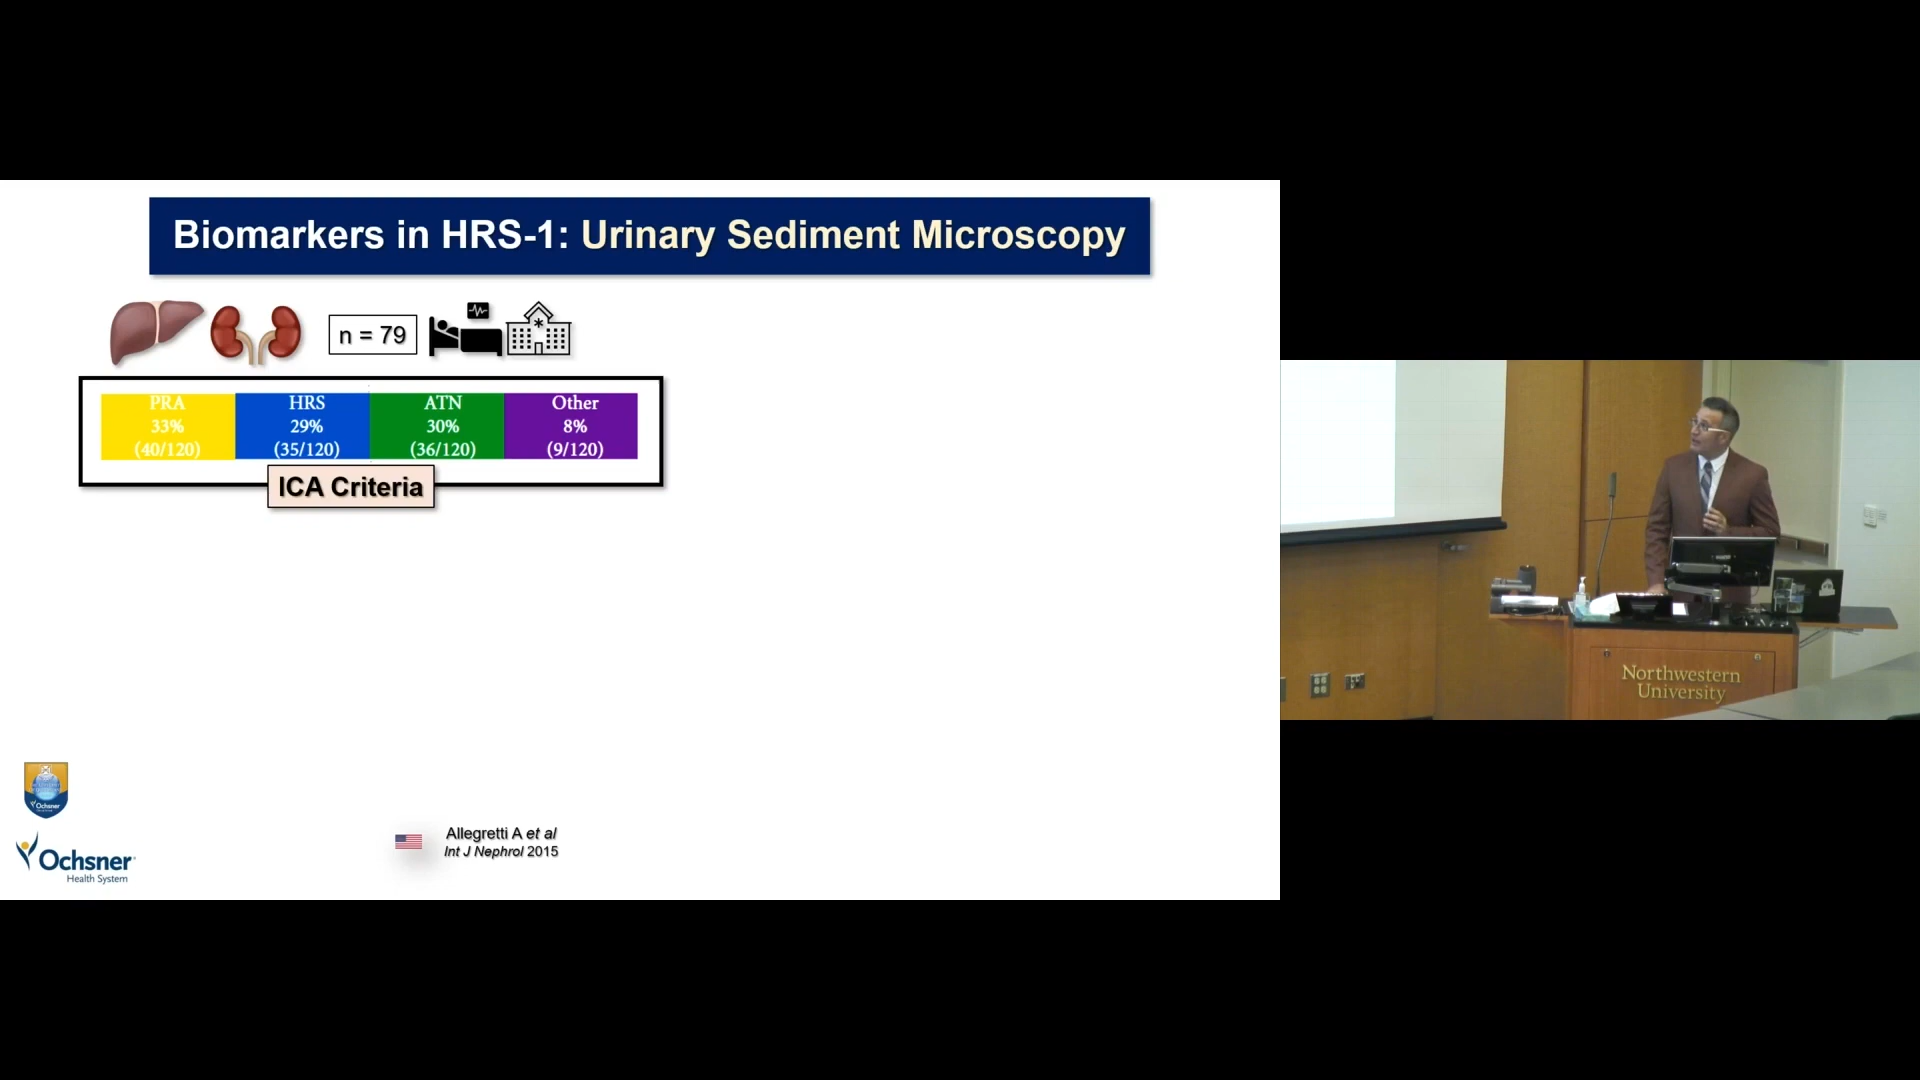 Biomarkers in HRS-1: Urinary Sediment Microscopy
n = 79
PRA
33%
(40/120)
HRS
29%
(35/120)
ATN
30%
(36/120)
Other
8%
(9/120)
ICA Criteria
Ochsner
Ochsner
Health System
Allegretti A et al
Int J Nephrol 2015
Northwestern
University